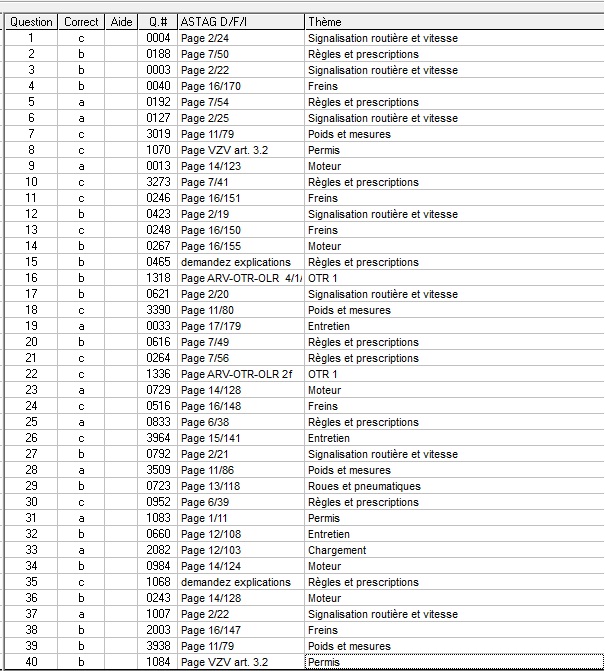 Question Correct Aide Q.# ASTAG D/F/I Thème
1 c 0004 Page 2/24 Signalisation routière et vitesse
2 b 0188 Page 7/50 Règles et prescriptions
3 b 0003 Page 2/22 Signalisation routière et vitesse
4 b 0040 Page 16/170 Freins
5 a 0192 Page 7/54 Règles et prescriptions
6 a 0127 Page 2/25 Signalisation routière et vitesse
7 c 3019 Page 11/79 Poids et mesures
8 c 1070 Page VZV art. 3.2 Permis
9 a 0013 Page 14/123 Moteur
10 c 3273 Page 7/41 Règles et prescriptions
11 c 0246 Page 16/151 Freins
12 b 0423 Page 2/19 Signalisation routière et vitesse
13 c 0248 Page 16/150 Freins
14 b 0267 Page 16/155 Moteur
15 b 0465 demandez explications Règles et prescriptions
16 b 1318 Page ARV-OTR-OLR 4/1/ OTR 1
17 b 0621 Page 2/20 Signalisation routière et vitesse
18 c 3390 Page 11/80 Poids et mesures
19 a 0033 Page 17/179 Entretien
20 b 0616 Page 7/49 Règles et prescriptions
21 c 0264 Page 7/56 Règles et prescriptions
22 c 1336 Page ARV-OTR-OLR 2f OTR 1
23 a 0729 Page 14/128 Moteur
24 c 0516 Page 16/148 Freins
25 a 0833 Page 6/38 Règles et prescriptions
26 c 3964 Page 15/141 Entretien
27 b 0792 Page 2/21 Signalisation routière et vitesse
28 a 3509 Page 11/86 Poids et mesures
29 b 0723 Page 13/118 Roues et pneumatiques
30 c 0952 Page 6/39 Règles et prescriptions
31 a 1083 Page 1/11 Permis
32 b 0660 Page 12/108 Entretien
33 a 2082 Page 12/103 Chargement
34 b 0984 Page 14/124 Moteur
35 c 1068 demandez explications Règles et prescriptions
36 b 0243 Page 14/128 Moteur
37 a 1007 Page 2/22 Signalisation routière et vitesse
38 b 2003 Page 16/147 Freins
39 b 3938 Page 11/79 Poids et mesures
40 b 1084 Page VZV art. 3.2 Permis